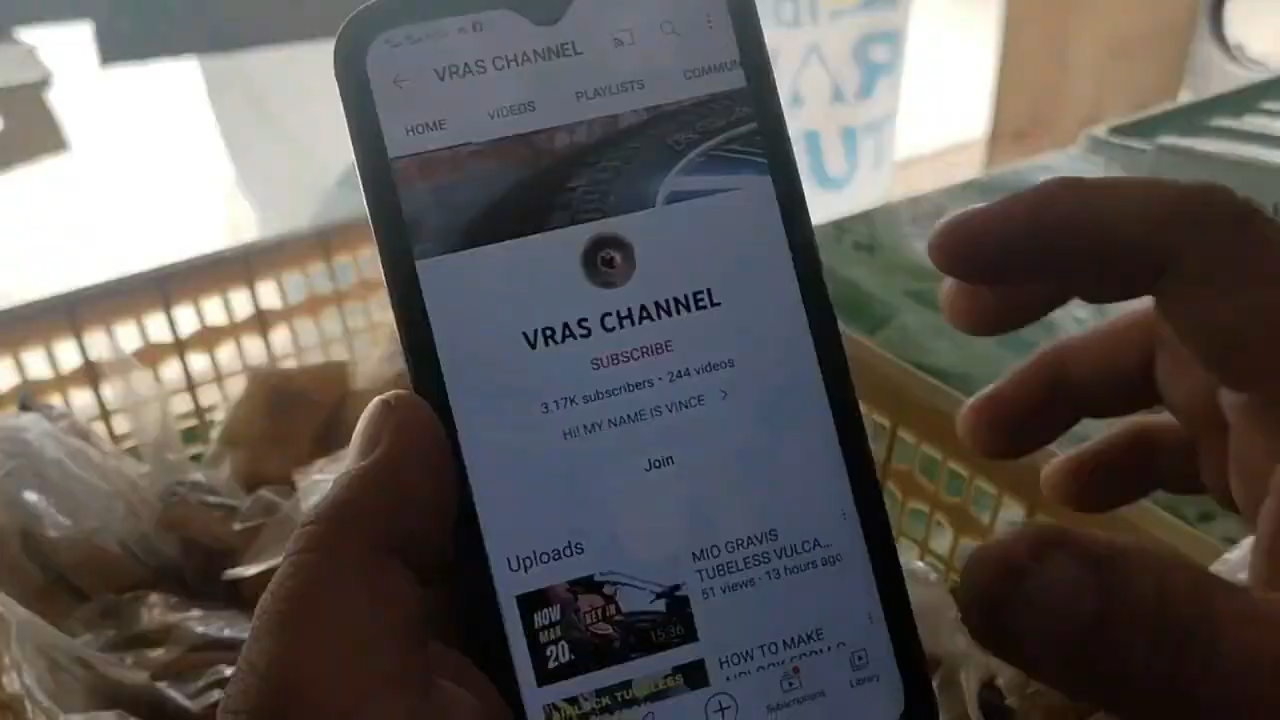 VRAS CHANNEL
HOME
VIDEOS
PLAYLISTS
COMMUN
VRAS CHANNEL
SUBSCRIBE
3.17K subscribers • 244 videos
HI! MY NAME IS VINCE
Join
Uploads
MIO GRAVIS
TUBELESS VULCA...
51 views · 13 hours ago
HOW
20.
15:36
HOW TO MAKE
TUBELESS
Subscriptions
Library